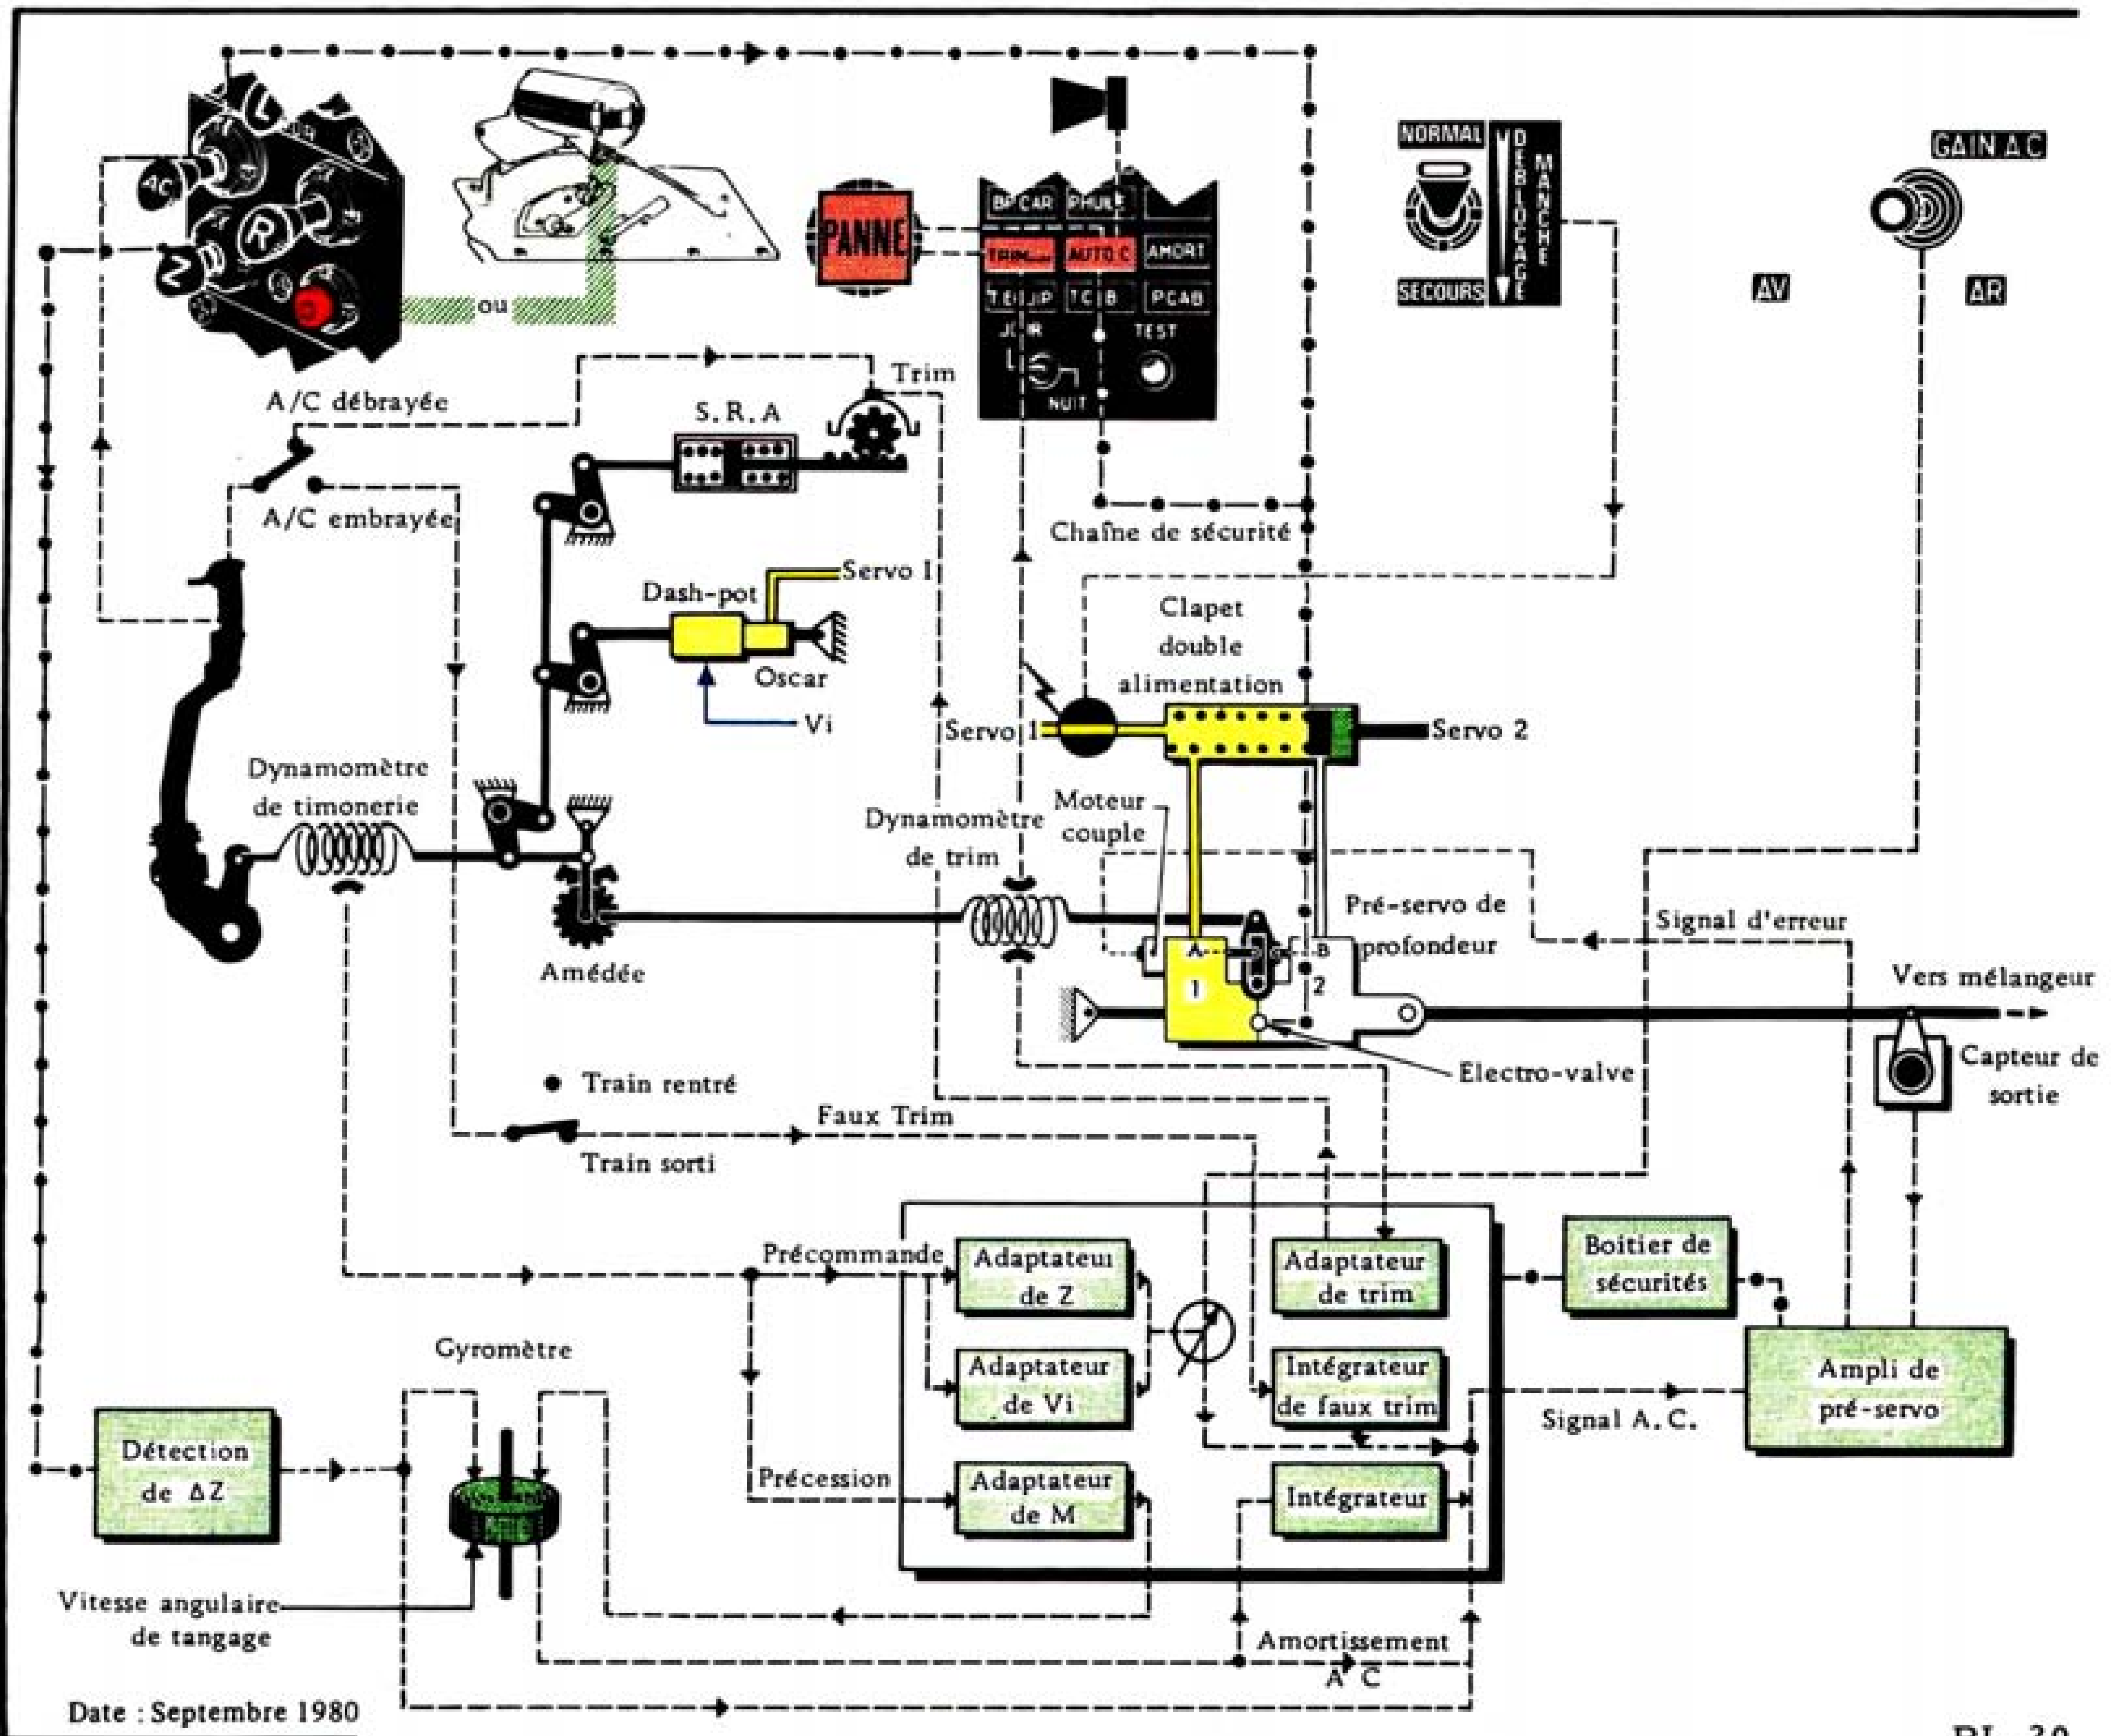 NORMAL
DEBLOCAGE
MANCHE
SECOURS
GAIN A C
AV
AR
AC
R
Z
ou
PANNE
BP CAR
AUTO C
AMORT
PCAB
JOUR
TEST
NUIT
A/C débrayée
Trim
S.R.A
A/C embrayée
Chaîne de sécurité
Servo I
Dash-pot
Oscar
Vi
Clapet
double
alimentation
Servo 1
Servo 2
Dynamomètre
de timonerie
Moteur
couple
Dynamomètre
de trim
Pré-servo de
profondeur
A
B
1
2
Signal d'erreur
Amédée
Vers mélangeur
Electro-valve
Capteur de
sortie
Train rentré
Faux Trim
Train sorti
Précommande
Adaptateur
de Z
Adaptateur
de trim
Boitier de
sécurités
Gyromètre
Adaptateur
de Vi
Intégrateur
de faux trim
Ampli de
pré-servo
Signal A.C.
Détection
de ΔZ
Précession
Adaptateur
de M
Intégrateur
Vitesse angulaire
de tangage
Amortissement
A C
Date : Septembre 1980